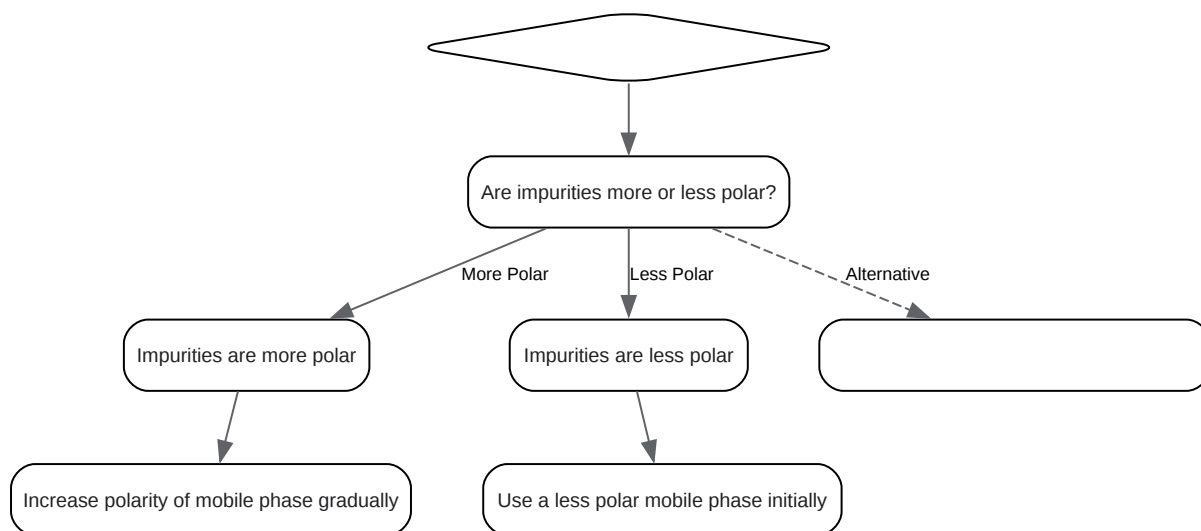 Are impurities more or less polar?
More Polar
Less Polar
Alternative
Impurities are more polar
Impurities are less polar
Increase polarity of mobile phase gradually
Use a less polar mobile phase initially